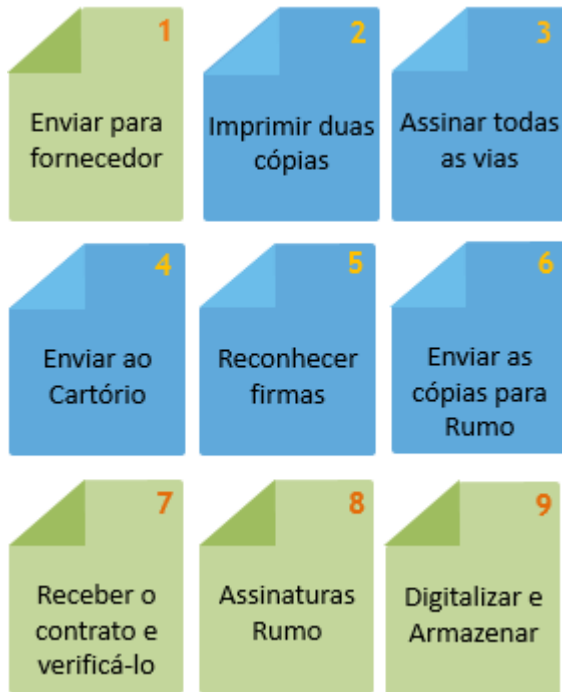 1
Enviar para
fornecedor
2
Imprimir duas
cópias
3
Assinar todas
as vias
4
Enviar ao
Cartório
5
Reconhecer
firmas
6
Enviar as
cópias para
Rumo
7
Receber o
contrato e
verificá-lo
8
Assinaturas
Rumo
9
Digitalizar e
Armazenar